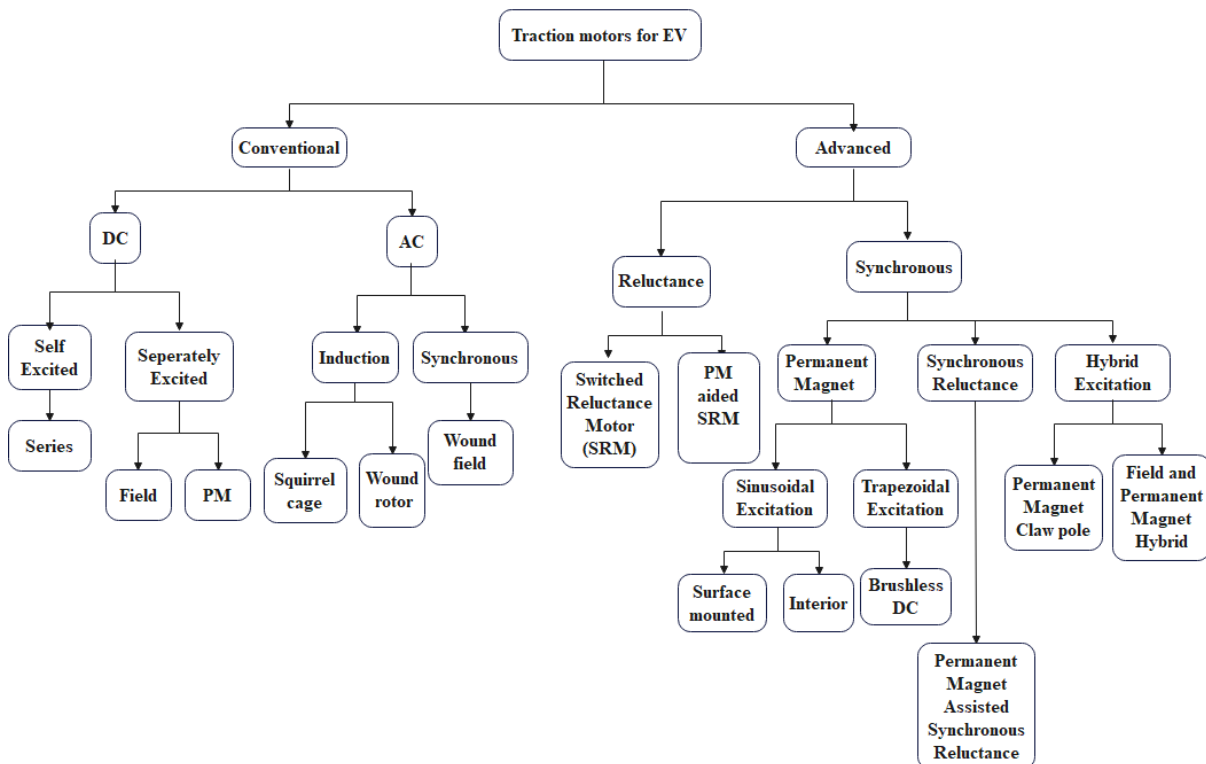 Traction motors for EV
Conventional
Advanced
DC
AC
Reluctance
Synchronous
Self
Excited
Seperately
Excited
Induction
Synchronous
Switched
Reluctance
Motor
(SRM)
PM
aided
SRM
Permanent
Magnet
Synchronous
Reluctance
Hybrid
Excitation
Series
Field
PM
Squirrel
cage
Wound
rotor
Wound
field
Sinusoidal
Excitation
Trapezoidal
Excitation
Permanent
Magnet
Claw pole
Field and
Permanent
Magnet
Hybrid
Surface
mounted
Interior
Brushless
DC
Permanent
Magnet
Assisted
Synchronous
Reluctance